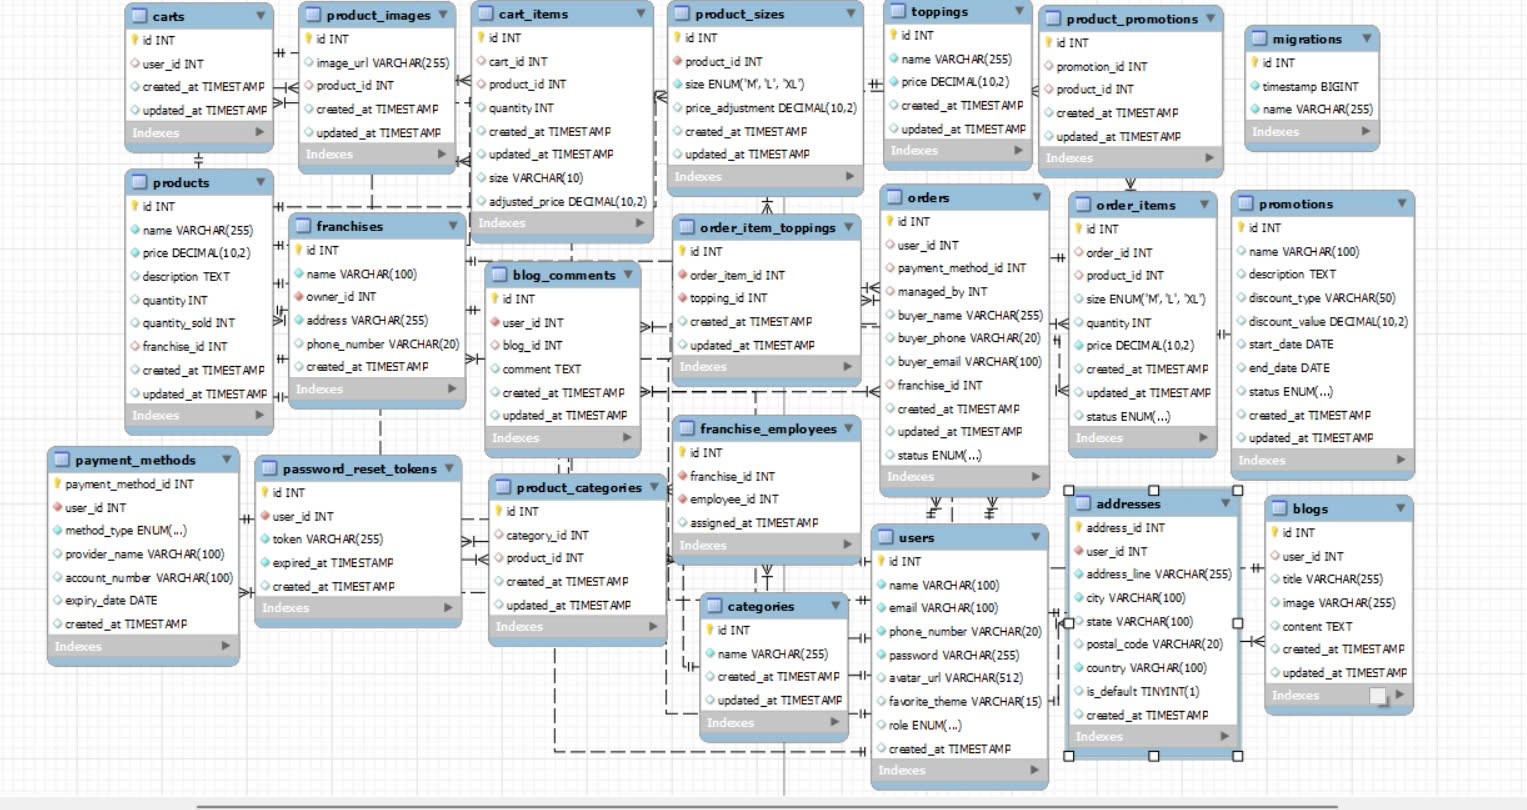 carts
id INT
user_id INT
created_at TIMESTAMP
updated_at TIMESTAMP
Indexes
product_images
id INT
image_url VARCHAR(255)
product_id INT
created_at TIMESTAMP
updated_at TIMESTAMP
Indexes
cart_items
id INT
cart_id INT
product_id INT
quantity INT
created_at TIMESTAMP
updated_at TIMESTAMP
size VARCHAR(10)
adjusted_price DECIMAL(10,2)
Indexes
product_sizes
id INT
product_id INT
size ENUM('M', 'L', 'XL')
price_adjustment DECIMAL(10,2)
created_at TIMESTAMP
updated_at TIMESTAMP
Indexes
toppings
id INT
name VARCHAR(255)
price DECIMAL(10,2)
created_at TIMESTAMP
updated_at TIMESTAMP
Indexes
product_promotions
id INT
promotion_id INT
product_id INT
created_at TIMESTAMP
updated_at TIMESTAMP
Indexes
migrations
id INT
timestamp BIGINT
name VARCHAR(255)
Indexes
products
id INT
name VARCHAR(255)
price DECIMAL(10,2)
description TEXT
quantity INT
quantity_sold INT
franchise_id INT
created_at TIMESTAMP
updated_at TIMESTAMP
Indexes
franchises
id INT
name VARCHAR(100)
owner_id INT
address VARCHAR(255)
phone_number VARCHAR(20)
created_at TIMESTAMP
Indexes
blog_comments
id INT
user_id INT
blog_id INT
comment TEXT
created_at TIMESTAMP
updated_at TIMESTAMP
Indexes
order_item_toppings
id INT
order_item_id INT
topping_id INT
created_at TIMESTAMP
updated_at TIMESTAMP
Indexes
orders
id INT
user_id INT
payment_method_id INT
managed_by INT
buyer_name VARCHAR(255)
buyer_phone VARCHAR(20)
buyer_email VARCHAR(100)
franchise_id INT
created_at TIMESTAMP
updated_at TIMESTAMP
status ENUM(...)
Indexes
order_items
id INT
order_id INT
product_id INT
size ENUM('M', 'L', 'XL')
quantity INT
price DECIMAL(10,2)
created_at TIMESTAMP
updated_at TIMESTAMP
status ENUM(...)
Indexes
promotions
id INT
name VARCHAR(100)
description TEXT
discount_type VARCHAR(50)
discount_value DECIMAL(10,2)
start_date DATE
end_date DATE
status ENUM(...)
created_at TIMESTAMP
updated_at TIMESTAMP
Indexes
payment_methods
payment_method_id INT
user_id INT
method_type ENUM(...)
provider_name VARCHAR(100)
account_number VARCHAR(100)
expiry_date DATE
created_at TIMESTAMP
Indexes
password_reset_tokens
id INT
user_id INT
token VARCHAR(255)
expired_at TIMESTAMP
created_at TIMESTAMP
Indexes
product_categories
id INT
category_id INT
product_id INT
created_at TIMESTAMP
updated_at TIMESTAMP
Indexes
franchise_employees
id INT
franchise_id INT
employee_id INT
assigned_at TIMESTAMP
Indexes
categories
id INT
name VARCHAR(255)
created_at TIMESTAMP
updated_at TIMESTAMP
Indexes
users
id INT
name VARCHAR(100)
email VARCHAR(100)
phone_number VARCHAR(20)
password VARCHAR(255)
avatar_url VARCHAR(512)
favorite_theme VARCHAR(15)
role ENUM(...)
created_at TIMESTAMP
Indexes
addresses
address_id INT
user_id INT
address_line VARCHAR(255)
city VARCHAR(100)
state VARCHAR(100)
postal_code VARCHAR(20)
country VARCHAR(100)
is_default TINYINT(1)
created_at TIMESTAMP
Indexes
blogs
id INT
user_id INT
title VARCHAR(255)
image VARCHAR(255)
content TEXT
created_at TIMESTAMP
updated_at TIMESTAMP
Indexes